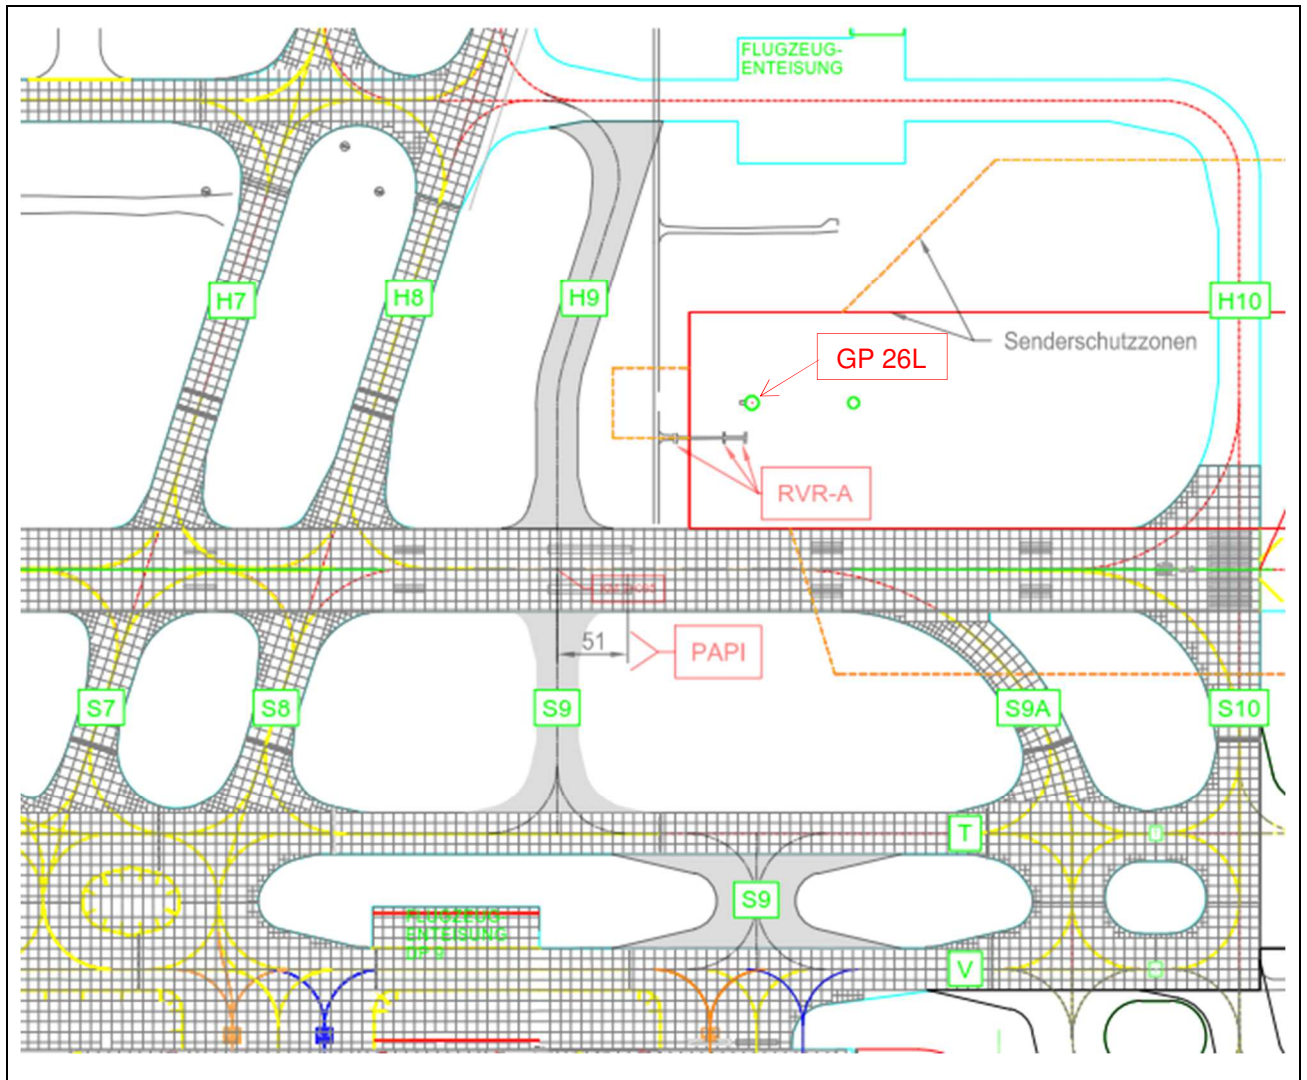 FLUGZEUG-
ENTEISUNG
H7
H8
H9
H10
Senderschutzzonen
GP 26L
RVR-A
51
PAPI
S7
S8
S9
S9A
S10
T
S9
FLUGZEUG-
ENTEISUNG
V